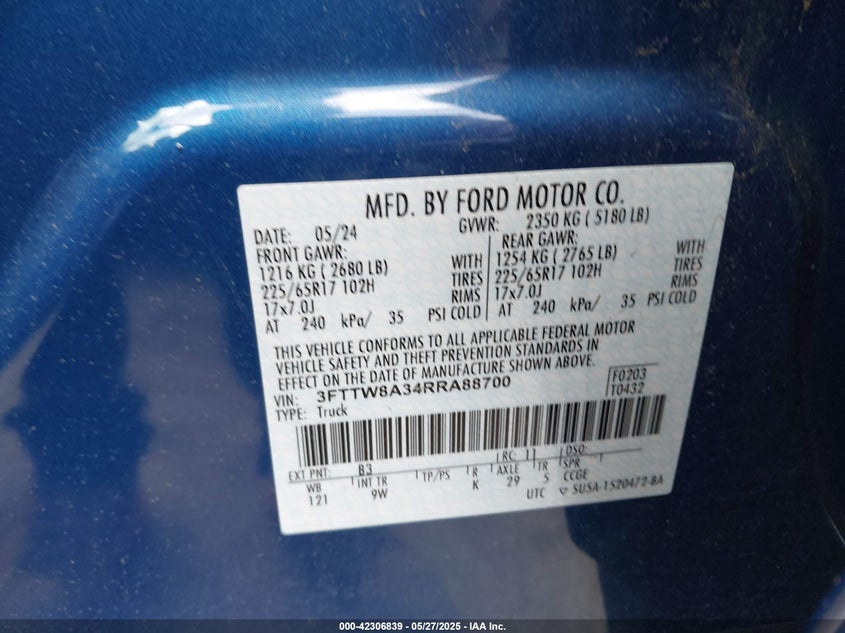 MFD. BY FORD MOTOR CO.
DATE: 05/24 GVWR: 2350 KG ( 5180 LB)
FRONT GAWR: REAR GAWR:
1216 KG ( 2680 LB) WITH 1254 KG ( 2765 LB) WITH
225/65R17 102H TIRES 225/65R17 102H TIRES
17x7.0J RIMS 17x7.0J RIMS
AT 240 kPa/ 35 PSI COLD AT 240 kPa/ 35 PSI COLD
THIS VEHICLE CONFORMS TO ALL APPLICABLE FEDERAL MOTOR
VEHICLE SAFETY AND THEFT PREVENTION STANDARDS IN
EFFECT ON THE DATE OF MANUFACTURE SHOWN ABOVE.
VIN: 3FTTW8A34RRA88700 F0203
TYPE: Truck T0432
EXT PNT: B3 LRC: 11 DSO:
WB INT TR TP/PS R AXLE TR SPR
121 9W K 29 5 CCGE
UTC SU5A-1520472-BA
000-42306839 - 05/27/2025 - IAA Inc.